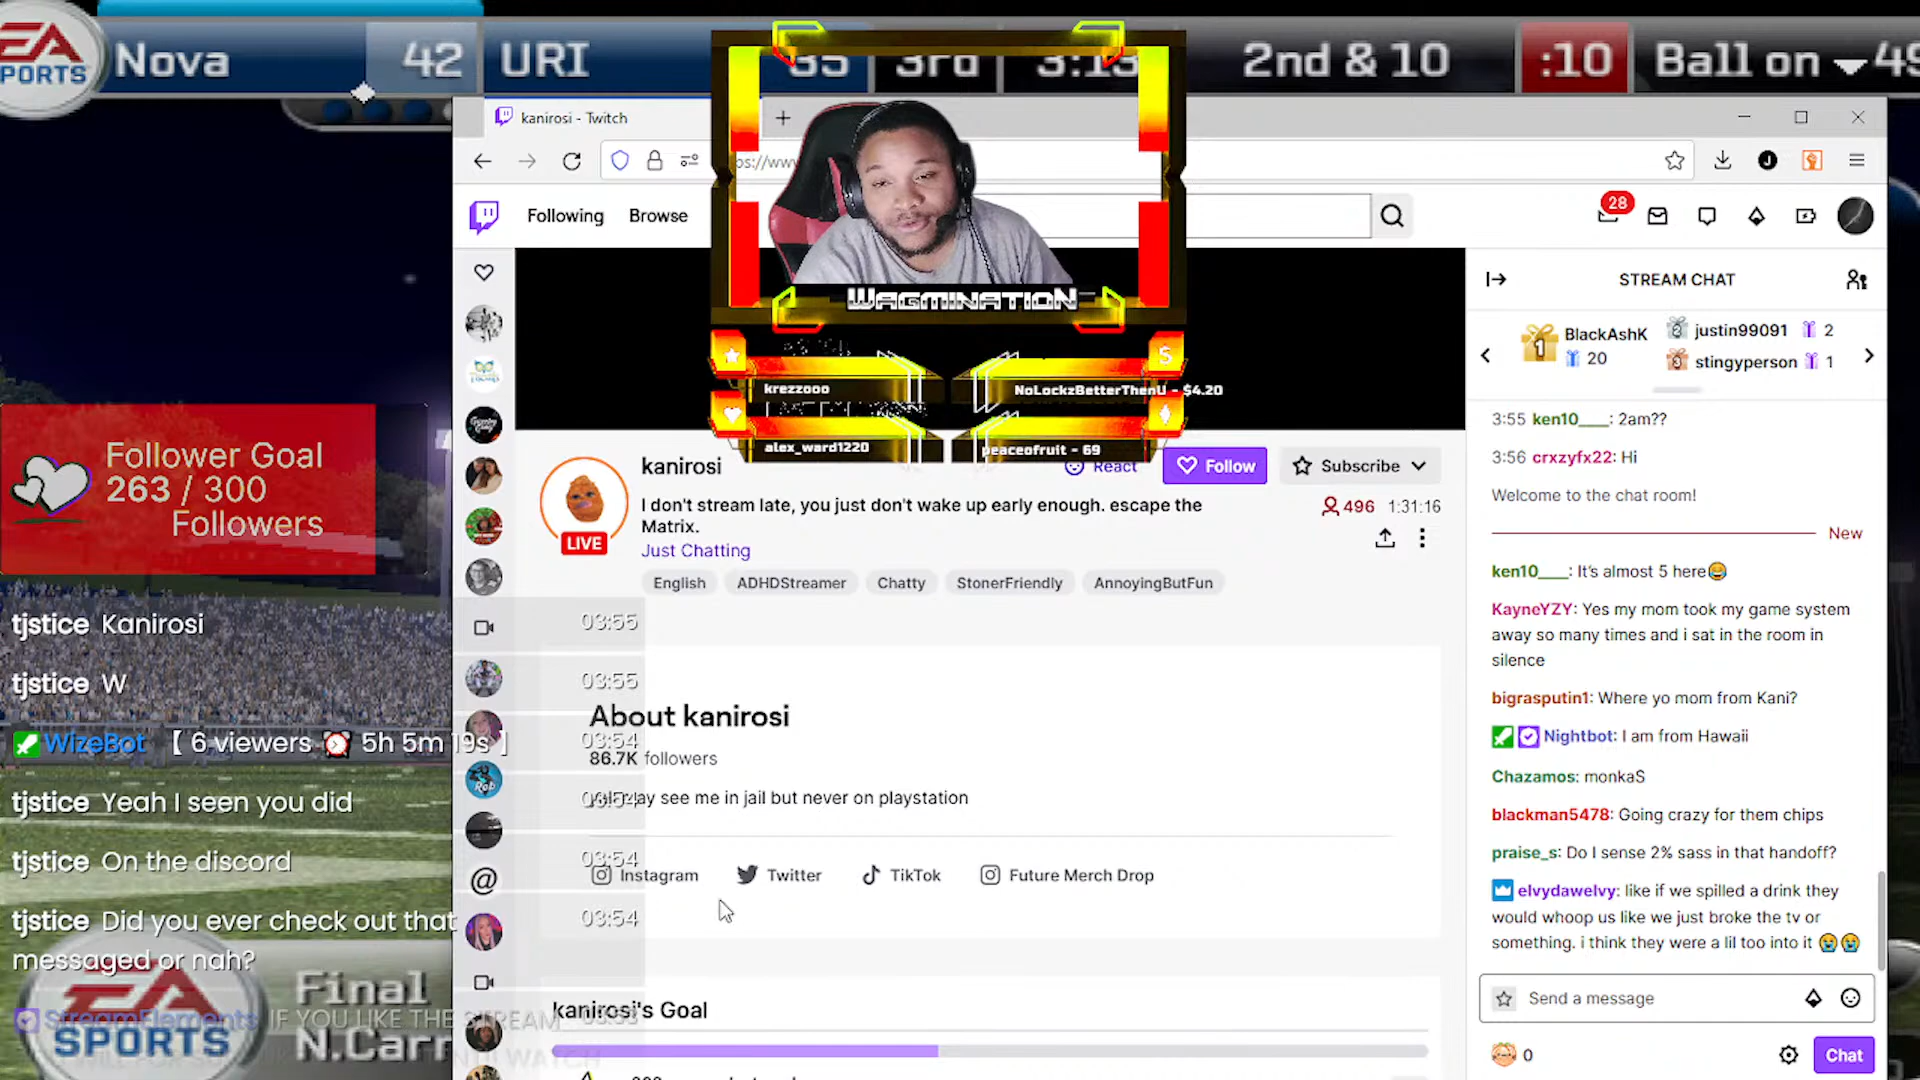 EA
SPORTS
Nova 42 URI 35 3rd 3:13 2nd & 10 :10 Ball on 49
kanirosi - Twitch
Following
Browse
28
WAGMINATION
krezzooo
NoLockzBetterThenU - $4.20
alex_ward1220
peaceofruit - 69
Follower Goal
263 / 300
Followers
tjstice Kanirosi
tjstice W
WizeBot 【 6 viewers ⏰ 5h 5m 19s 】
tjstice Yeah I seen you did
tjstice On the discord
tjstice Did you ever check out that
messaged or nah?
StreamElements IF YOU LIKE THE STREAM
EA
SPORTS
Final
N.Carr
03:55
03:55
03:54
03:54
03:54
03:54
kanirosi
React
Follow
Subscribe
I don't stream late, you just don't wake up early enough. escape the
Matrix.
Just Chatting
496
1:31:16
LIVE
English
ADHDStreamer
Chatty
StonerFriendly
AnnoyingButFun
About kanirosi
86.7K followers
see me in jail but never on playstation
Instagram
Twitter
TikTok
Future Merch Drop
kanirosi's Goal
STREAM CHAT
1 BlackAshK
20
2 justin99091 2
3 stingyperson 1
3:55 ken10____: 2am??
3:56 crxzyfx22: Hi
Welcome to the chat room!
New
ken10____: It's almost 5 here😂
KayneYZY: Yes my mom took my game system
away so many times and i sat in the room in
silence
bigrasputin1: Where yo mom from Kani?
Nightbot: I am from Hawaii
Chazamos: monkaS
blackman5478: Going crazy for them chips
praise_s: Do I sense 2% sass in that handoff?
elvydawelvy: like if we spilled a drink they
would whoop us like we just broke the tv or
something. i think they were a lil too into it 😭😭
Send a message
0
Chat